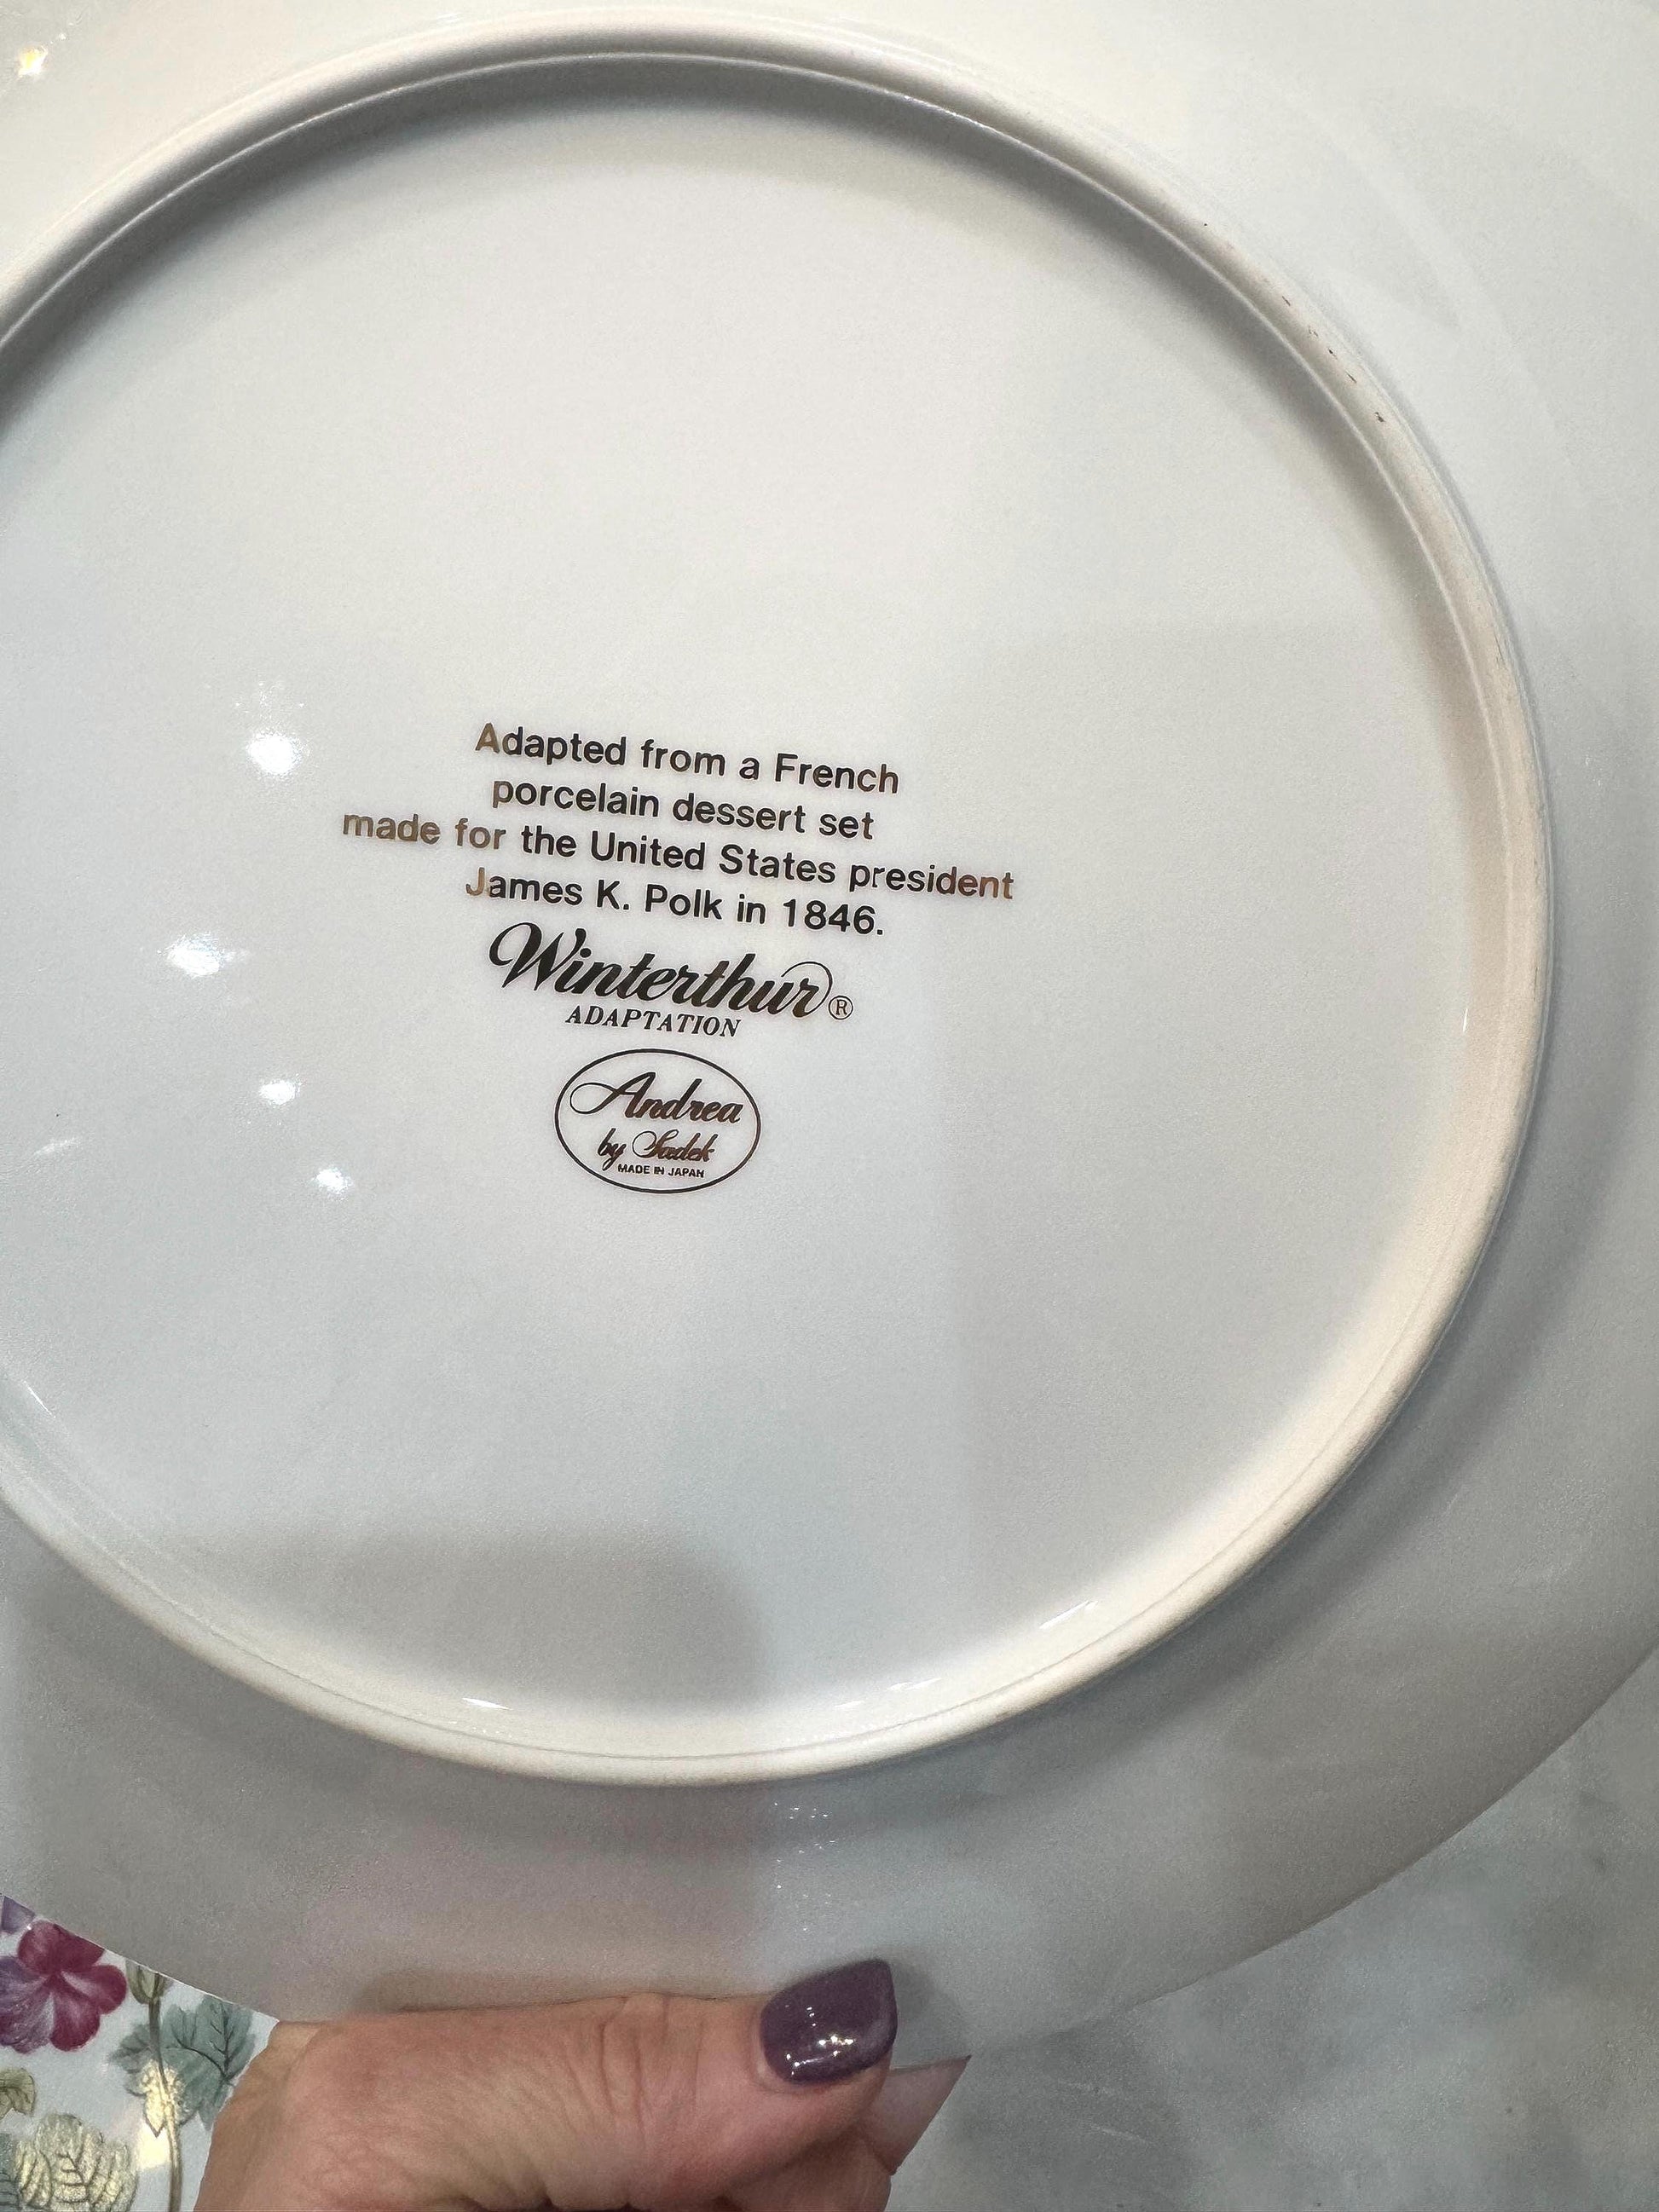 Adapted from a French
porcelain dessert set
made for the United States president
James K. Polk in 1846.
Winterthur®
ADAPTATION
Andrea
by Sadek
MADE IN JAPAN